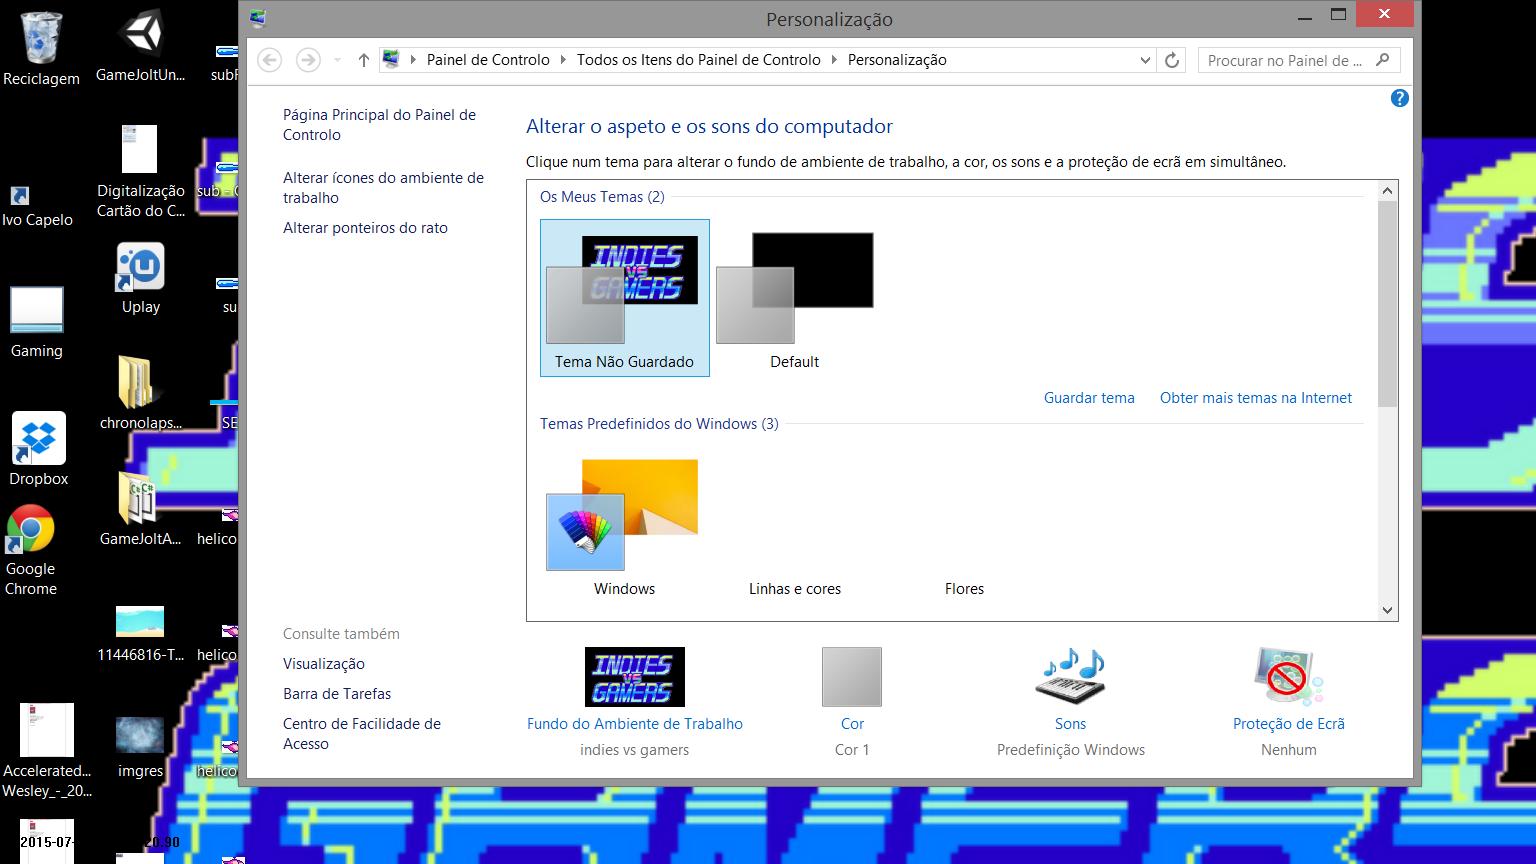 Personalização
Painel de Controlo
Todos os Itens do Painel de Controlo
Personalização
Procurar no Painel de ...
Reciclagem
GameJoltUn...
subF
Digitalização
Cartão do C...
sub -
Ivo Capelo
Uplay
su
Gaming
chronolaps...
SE
Dropbox
GameJoltA...
helico
Google
Chrome
11446816-T...
helico
Accelerated...
Wesley_-_20...
imgres
helico
2015-07-
20.90
Página Principal do Painel de
Controlo
Alterar ícones do ambiente de
trabalho
Alterar ponteiros do rato
Consulte também
Visualização
Barra de Tarefas
Centro de Facilidade de
Acesso
?
Alterar o aspeto e os sons do computador
Clique num tema para alterar o fundo de ambiente de trabalho, a cor, os sons e a proteção de ecrã em simultâneo.
Os Meus Temas (2)
INDIES
VS
GAMERS
Tema Não Guardado
Default
Guardar tema
Obter mais temas na Internet
Temas Predefinidos do Windows (3)
Windows
Linhas e cores
Flores
INDIES
VS
GAMERS
Fundo do Ambiente de Trabalho
indies vs gamers
Cor
Cor 1
Sons
Predefinição Windows
Proteção de Ecrã
Nenhum